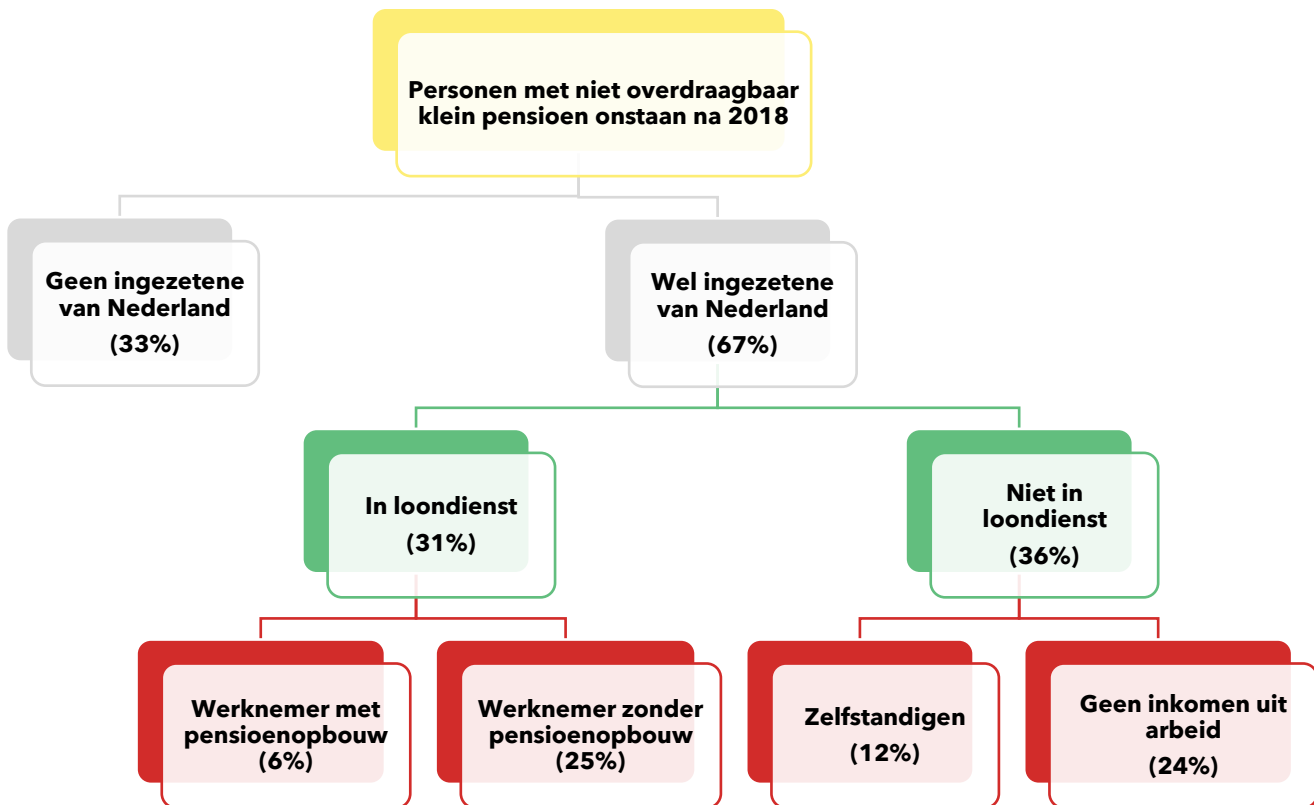 Personen met niet overdraagbaar
klein pensioen onstaan na 2018
Geen ingezetene
van Nederland
(33%)
Wel ingezetene
van Nederland
(67%)
In loondienst
(31%)
Niet in
loondienst
(36%)
Werknemer met
pensioenopbouw
(6%)
Werknemer zonder
pensioenopbouw
(25%)
Zelfstandigen
(12%)
Geen inkomen uit
arbeid
(24%)